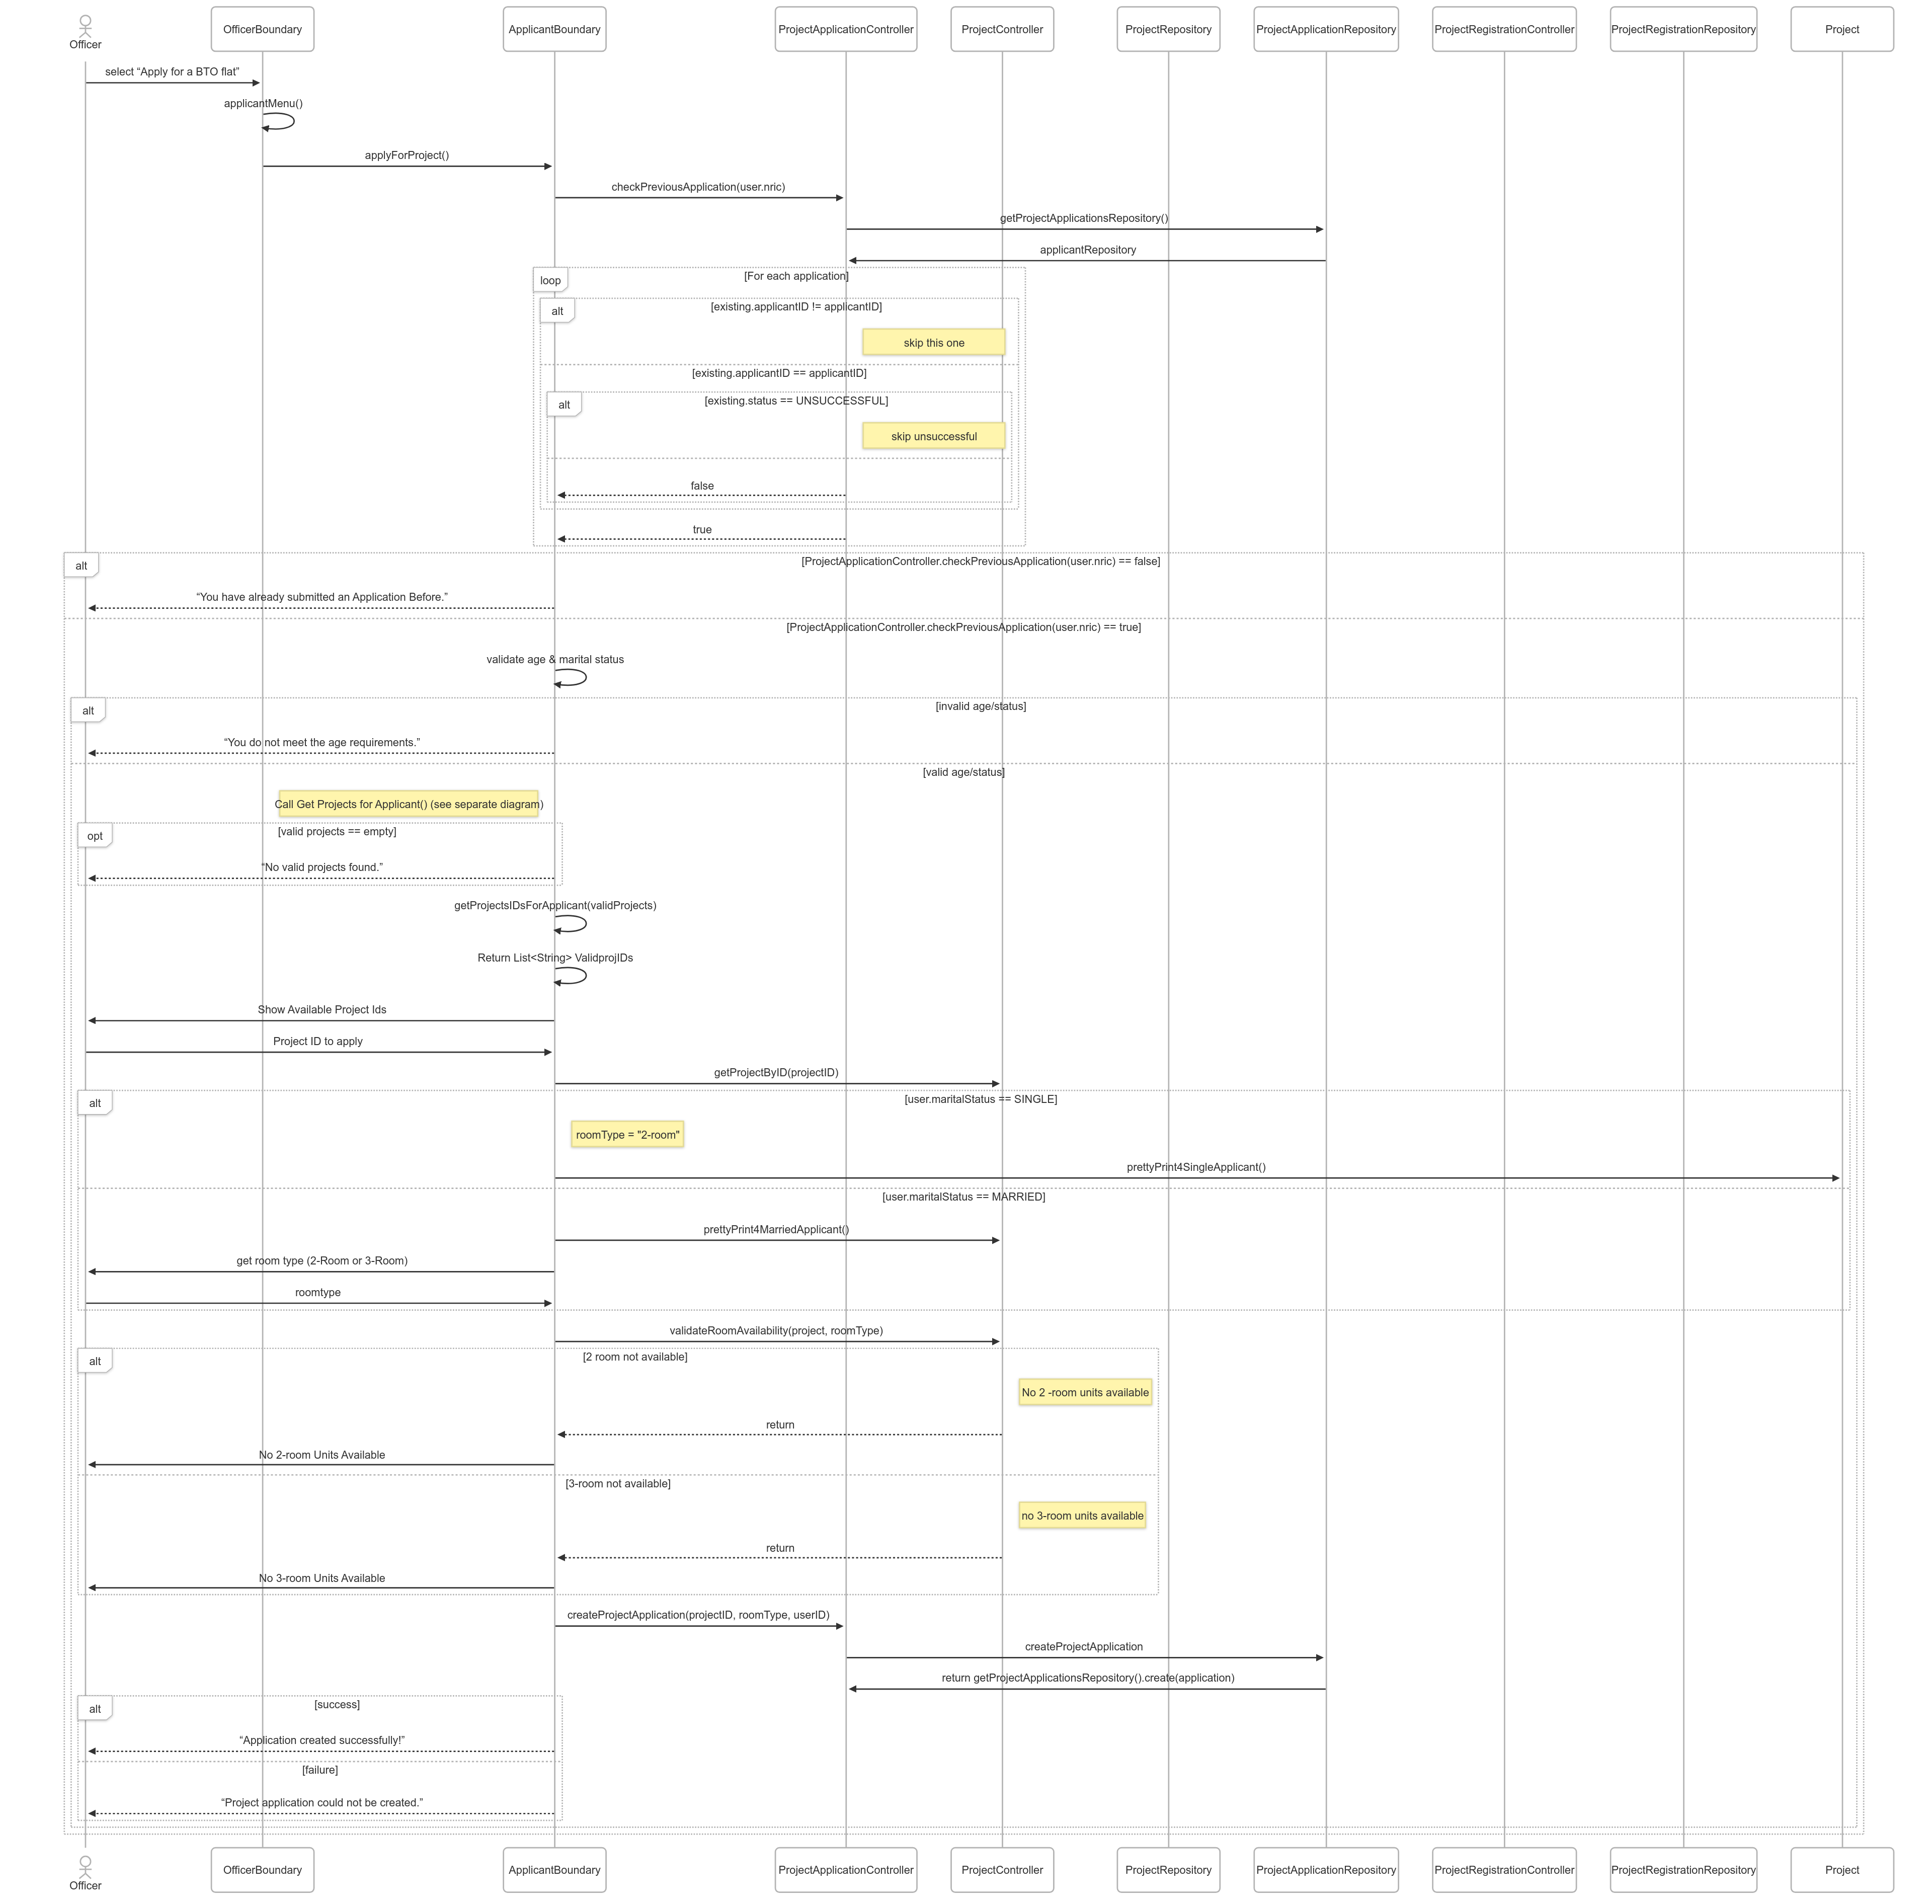 Officer
OfficerBoundary
ApplicantBoundary
ProjectApplicationController
ProjectController
ProjectRepository
ProjectApplicationRepository
ProjectRegistrationController
ProjectRegistrationRepository
Project
select “Apply for a BTO flat”
applicantMenu()
applyForProject()
checkPreviousApplication(user.nric)
getProjectApplicationsRepository()
applicantRepository
loop
[For each application]
alt
[existing.applicantID != applicantID]
skip this one
[existing.applicantID == applicantID]
alt
[existing.status == UNSUCCESSFUL]
skip unsuccessful
false
true
alt
[ProjectApplicationController.checkPreviousApplication(user.nric) == false]
“You have already submitted an Application Before.”
[ProjectApplicationController.checkPreviousApplication(user.nric) == true]
validate age & marital status
alt
[invalid age/status]
“You do not meet the age requirements.”
[valid age/status]
Call Get Projects for Applicant() (see separate diagram)
opt
[valid projects == empty]
“No valid projects found.”
getProjectsIDsForApplicant(validProjects)
Return List<String> ValidprojIDs
Show Available Project Ids
Project ID to apply
getProjectByID(projectID)
alt
[user.maritalStatus == SINGLE]
roomType = "2-room"
prettyPrint4SingleApplicant()
[user.maritalStatus == MARRIED]
prettyPrint4MarriedApplicant()
get room type (2-Room or 3-Room)
roomtype
validateRoomAvailability(project, roomType)
alt
[2 room not available]
No 2 -room units available
return
No 2-room Units Available
[3-room not available]
no 3-room units available
return
No 3-room Units Available
createProjectApplication(projectID, roomType, userID)
createProjectApplication
return getProjectApplicationsRepository().create(application)
alt
[success]
“Application created successfully!”
[failure]
“Project application could not be created.”
Officer
OfficerBoundary
ApplicantBoundary
ProjectApplicationController
ProjectController
ProjectRepository
ProjectApplicationRepository
ProjectRegistrationController
ProjectRegistrationRepository
Project